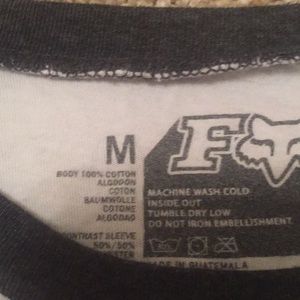 M
BODY 100% COTTON
ALGODON
COTON
BAUMWOLLE
COTONE
ALGODAO
CONTRAST SLEEVE
50%/50%
FOX
MACHINE WASH COLD
INSIDE OUT
TUMBLE DRY LOW
DO NOT IRON EMBELLISHMENT
MADE IN GUATEMALA